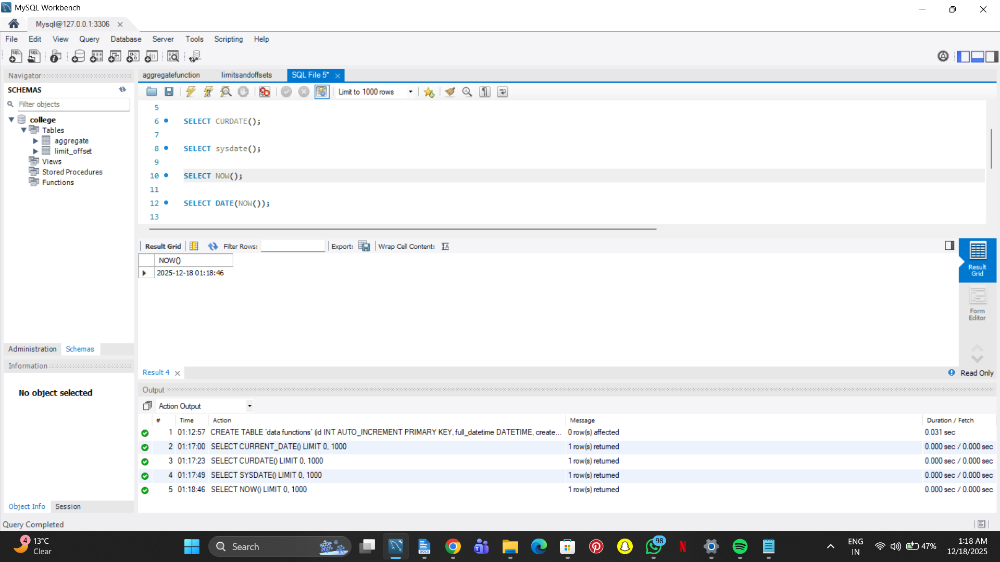 MySQL Workbench
Mysql@127.0.0.1:3306
File Edit View Query Database Server Tools Scripting Help
Navigator
SCHEMAS
Filter objects
college
Tables
aggregate
limit_offset
Views
Stored Procedures
Functions
Administration Schemas
Information
No object selected
Object Info Session
Query Completed
aggregatefunction limitsandoffsets SQL File 5*
Limit to 1000 rows
5
6 SELECT CURDATE();
7
8 SELECT sysdate();
9
10 SELECT NOW();
11
12 SELECT DATE(NOW());
13
Result Grid Filter Rows: Export: Wrap Cell Content:
NOW()
2025-12-18 01:18:46
Result Grid
Form Editor
Result 4
Read Only
Output
Action Output
# Time Action Message Duration / Fetch
1 01:12:57 CREATE TABLE `data functions` (id INT AUTO_INCREMENT PRIMARY KEY, full_datetime DATETIME, create... 0 row(s) affected 0.031 sec
2 01:17:00 SELECT CURRENT_DATE() LIMIT 0, 1000 1 row(s) returned 0.000 sec / 0.000 sec
3 01:17:23 SELECT CURDATE() LIMIT 0, 1000 1 row(s) returned 0.000 sec / 0.000 sec
4 01:17:49 SELECT SYSDATE() LIMIT 0, 1000 1 row(s) returned 0.000 sec / 0.000 sec
5 01:18:46 SELECT NOW() LIMIT 0, 1000 1 row(s) returned 0.000 sec / 0.000 sec
4 13°C
Clear
Search
DOCX
98
ENG
IN
47%
1:18 AM
12/18/2025